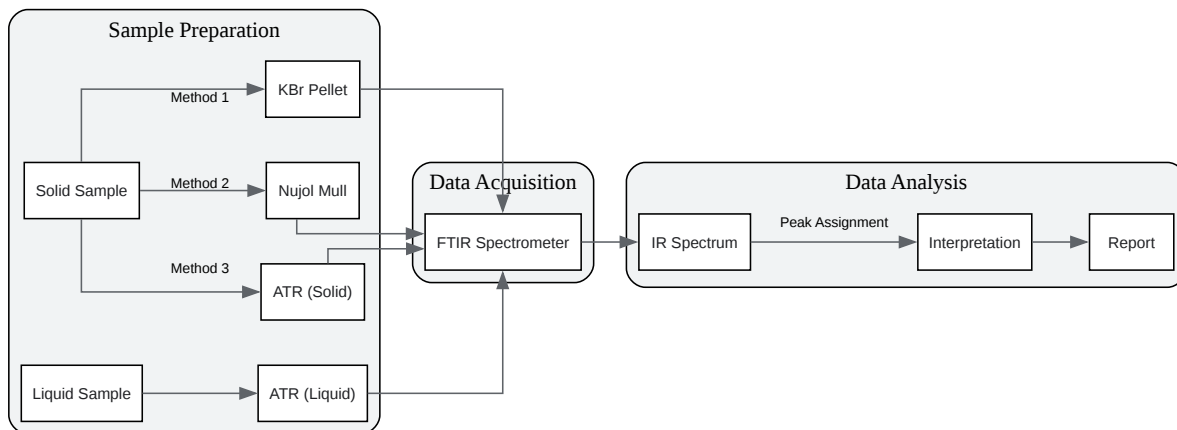 Sample Preparation
KBr Pellet
Method 1
Solid Sample
Method 2
Nujol Mull
Method 3
ATR (Solid)
Liquid Sample
ATR (Liquid)
Data Acquisition
FTIR Spectrometer
Data Analysis
IR Spectrum
Peak Assignment
Interpretation
Report